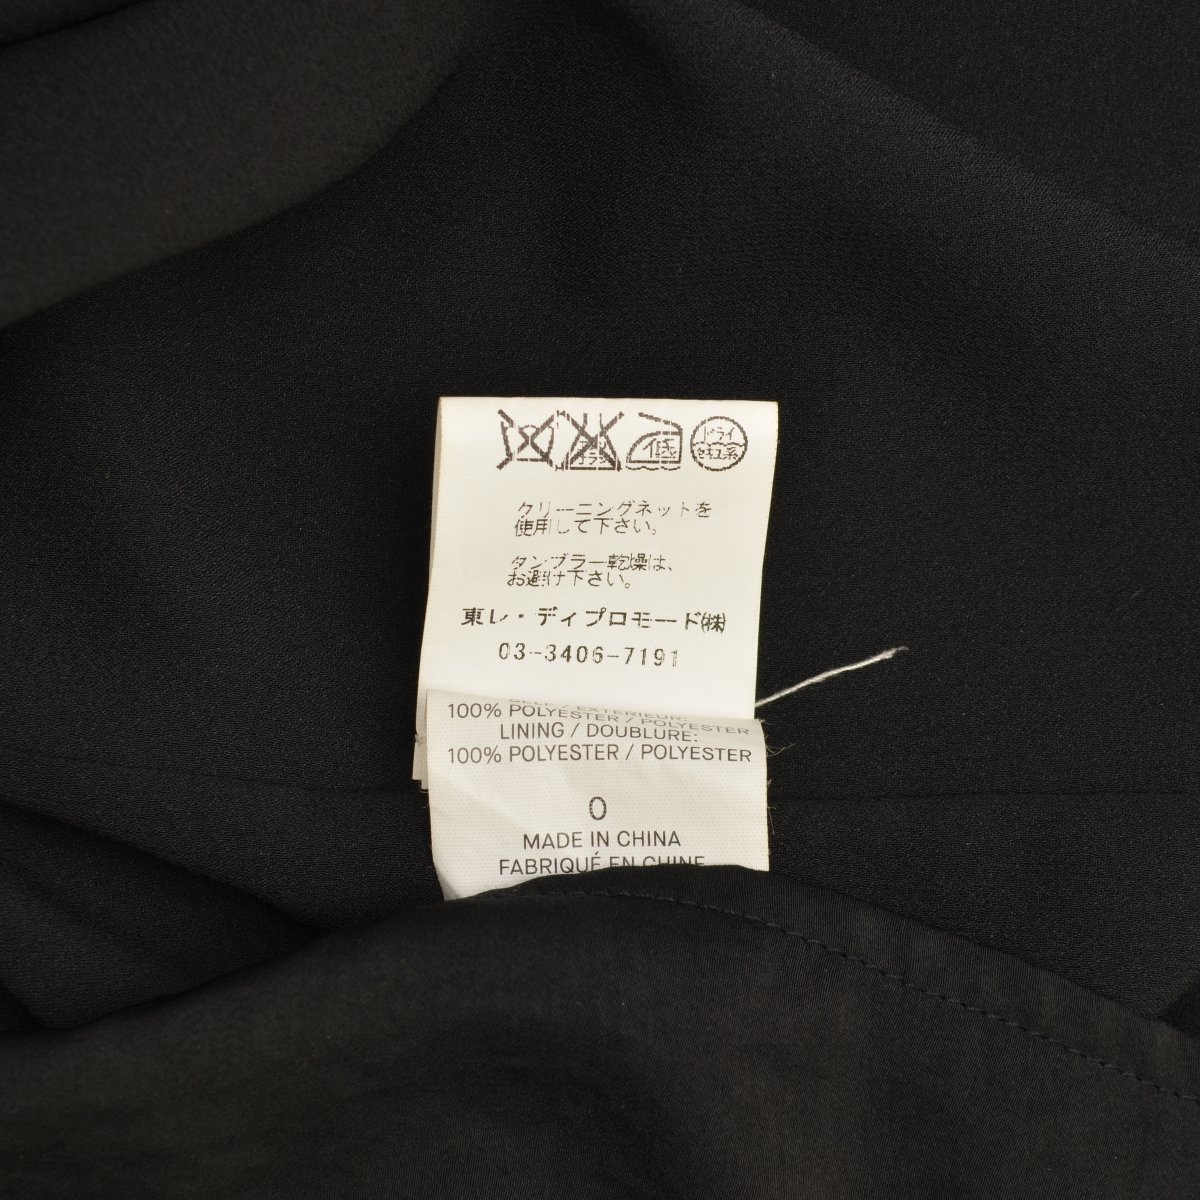 低
ドライ
セキユ系
クリーニングネットを
使用して下さい。
タンブラー乾燥は、
お避け下さい。
東レ・ディプロモード㈱
03-3406-7191
SELF / EXTERIEUR:
100% POLYESTER / POLYESTER
LINING / DOUBLURE:
100% POLYESTER / POLYESTER
0
MADE IN CHINA
FABRIQUÉ EN CHINE